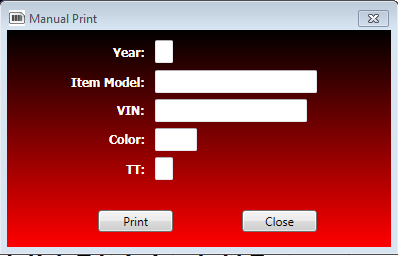 Manual Print
Year:
Item Model:
VIN:
Color:
TT:
Print Close